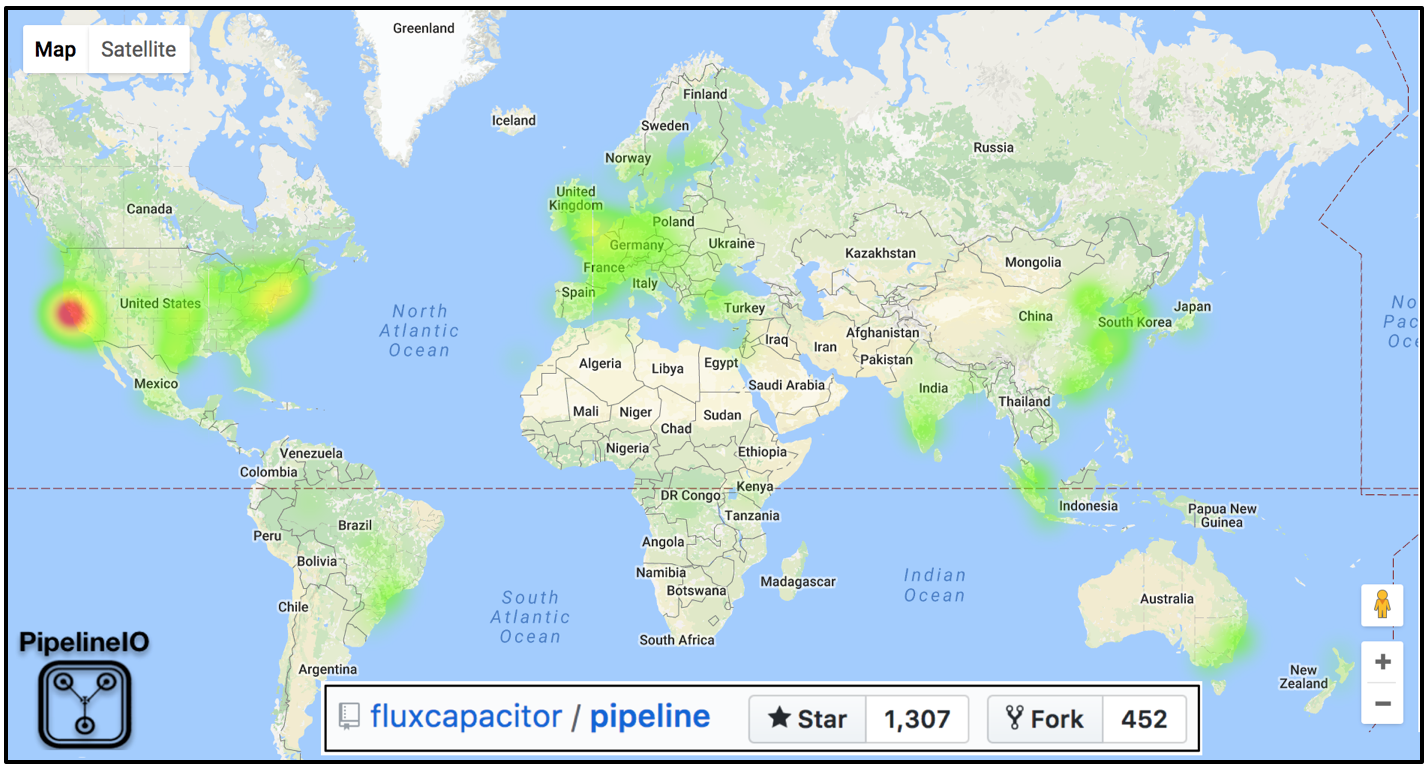 Greenland
Map Satellite
Finland
Iceland
Sweden
Russia
Norway
United
Kingdom
Canada
Poland
Germany
Ukraine
Kazakhstan
Mongolia
France
Italy
Spain
United States
North
Atlantic
Ocean
Turkey
China
Japan
South Korea
No
Pac
Oce
Iraq
Iran
Afghanistan
Pakistan
Algeria
Libya
Egypt
Saudi Arabia
India
Mexico
Thailand
Mali
Niger
Sudan
Chad
Nigeria
Ethiopia
Venezuela
Colombia
DR Congo
Kenya
Indonesia
Papua New
Guinea
Tanzania
Brazil
Peru
Angola
Bolivia
Namibia
Botswana
Madagascar
Indian
Ocean
South
Atlantic
Ocean
Chile
Australia
South Africa
PipelineIO
Argentina
New
Zealand
fluxcapacitor / pipeline Star 1,307 Fork 452